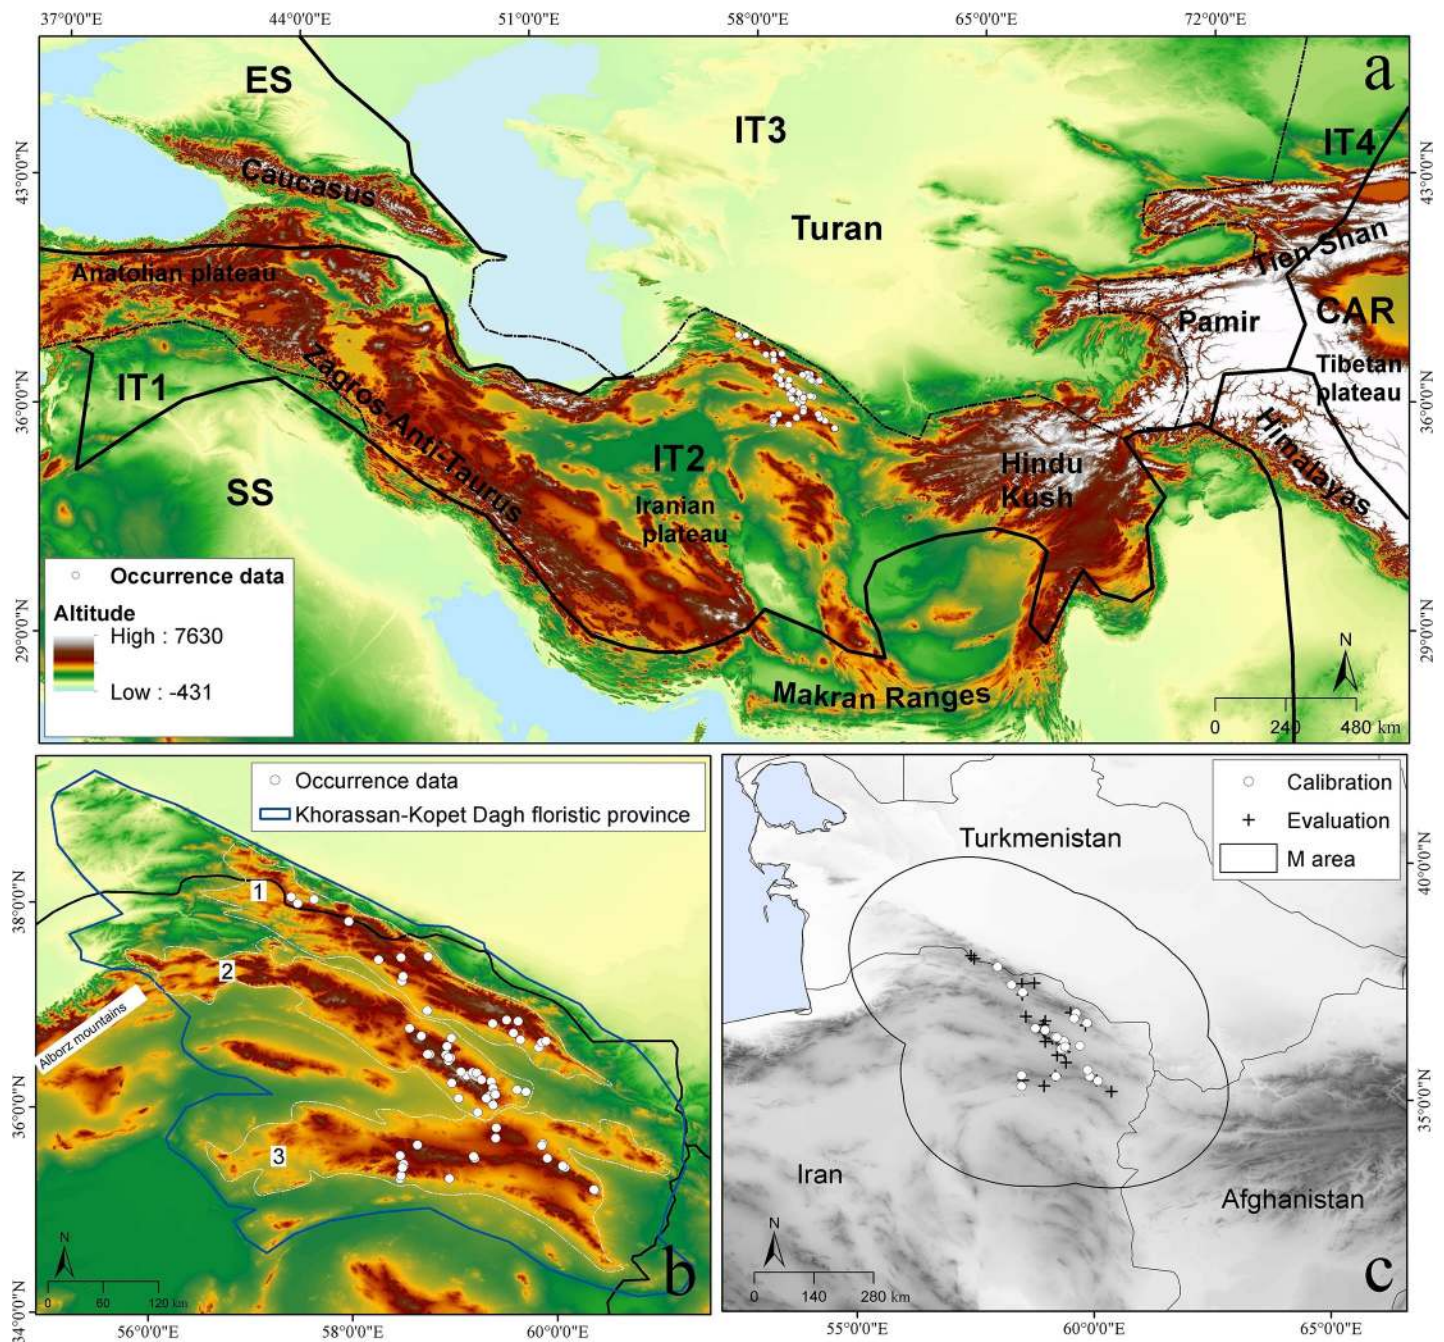 37°0'0"E 44°0'0"E 51°0'0"E 58°0'0"E 65°0'0"E 72°0'0"E
a
ES
IT3
IT4
43°0'0"N
43°0'0"N
Caucasus
Turan
Tien Shan
Anatolian plateau
CAR
Pamir
Tibetan
plateau
IT1
36°0'0"N
36°0'0"N
Zagros-Anti-Taurus
IT2
Himalayas
Hindu
Kush
SS
Iranian
plateau
Occurrence data
Altitude
High : 7630
Low : -431
29°0'0"N
29°0'0"N
N
Makran Ranges
0 240 480 km
Occurrence data
Khorassan-Kopet Dagh floristic province
38°0'0"N
1
2
Alborz mountains
36°0'0"N
3
N
0 60 120 km
b
34°0'0"N
56°0'0"E 58°0'0"E 60°0'0"E
Calibration
Evaluation
M area
Turkmenistan
40°0'0"N
35°0'0"N
Iran
Afghanistan
N
0 140 280 km
c
55°0'0"E 60°0'0"E 65°0'0"E